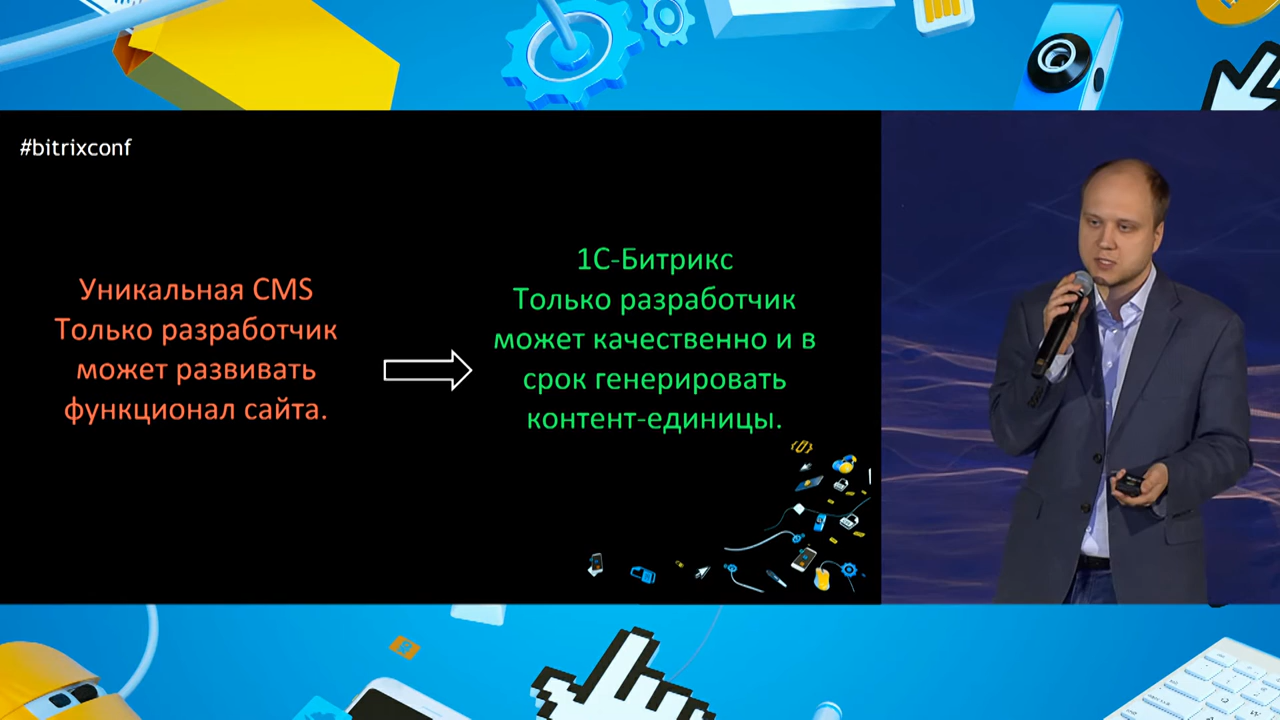 #bitrixconf
Уникальная CMS
Только разработчик
может развивать
функционал сайта.
1С-Битрикс
Только разработчик
может качественно и в
срок генерировать
контент-единицы.